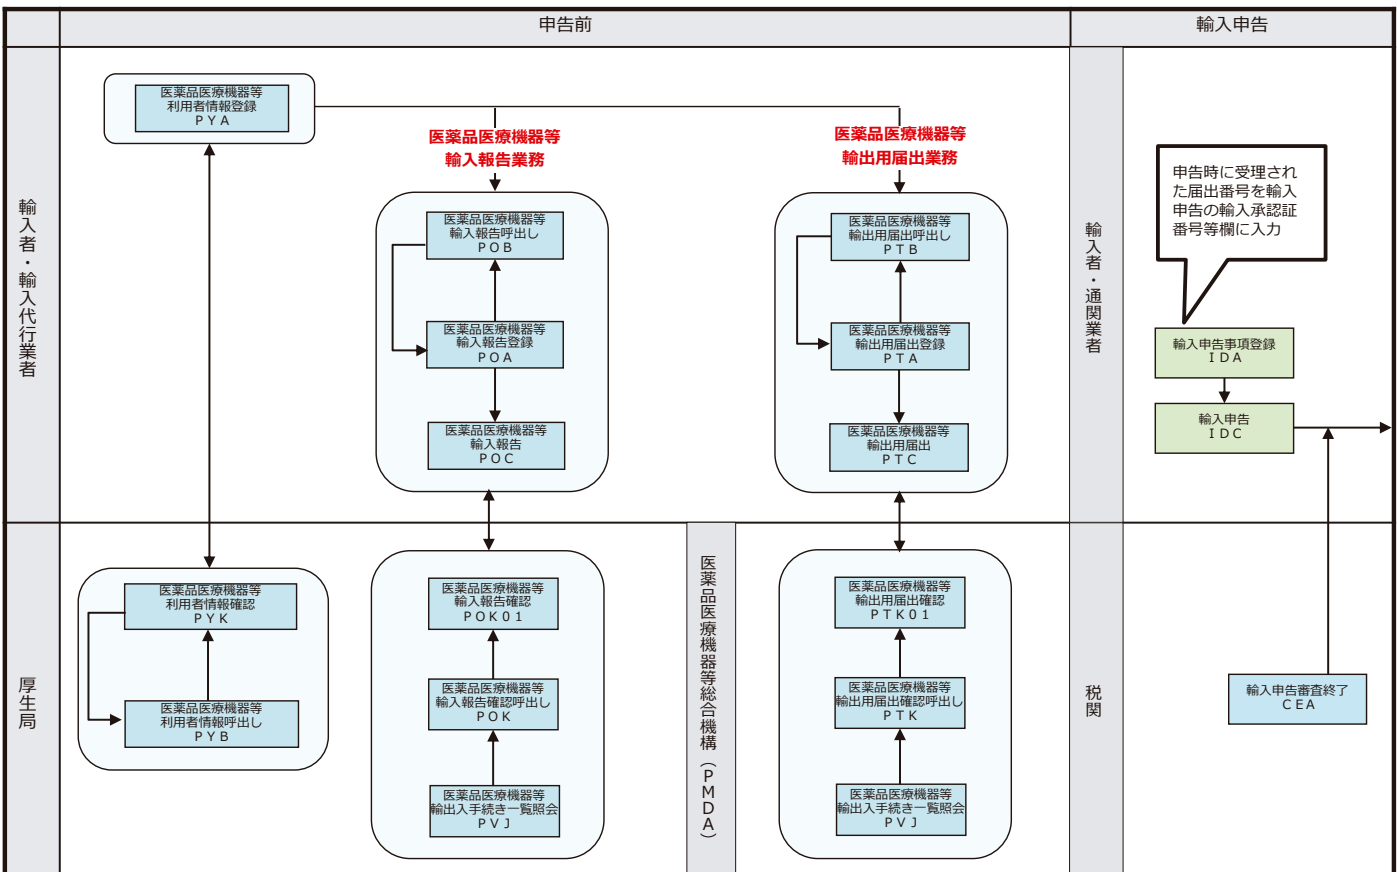 申告前
輸入申告
輸入者・輸入代行業者
医薬品医療機器等
利用者情報登録
ＰＹＡ
医薬品医療機器等
輸入報告業務
医薬品医療機器等
輸入報告呼出し
ＰＯＢ
医薬品医療機器等
輸入報告登録
ＰＯＡ
医薬品医療機器等
輸入報告
ＰＯＣ
医薬品医療機器等
輸出用届出業務
医薬品医療機器等
輸出用届出呼出し
ＰＴＢ
医薬品医療機器等
輸出用届出登録
ＰＴＡ
医薬品医療機器等
輸出用届出
ＰＴＣ
輸入者・通関業者
申告時に受理され
た届出番号を輸入
申告の輸入承認証
番号等欄に入力
輸入申告事項登録
ＩＤＡ
輸入申告
ＩＤＣ
厚生局
医薬品医療機器等
利用者情報確認
ＰＹＫ
医薬品医療機器等
利用者情報呼出し
ＰＹＢ
医薬品医療機器等
輸入報告確認
ＰＯＫ０１
医薬品医療機器等
輸入報告確認呼出し
ＰＯＫ
医薬品医療機器等
輸出入手続き一覧照会
ＰＶＪ
医薬品医療機器等総合機構（ＰＭＤＡ）
医薬品医療機器等
輸出用届出確認
ＰＴＫ０１
医薬品医療機器等
輸出用届出確認呼出し
ＰＴＫ
医薬品医療機器等
輸出入手続き一覧照会
ＰＶＪ
税関
輸入申告審査終了
ＣＥＡ